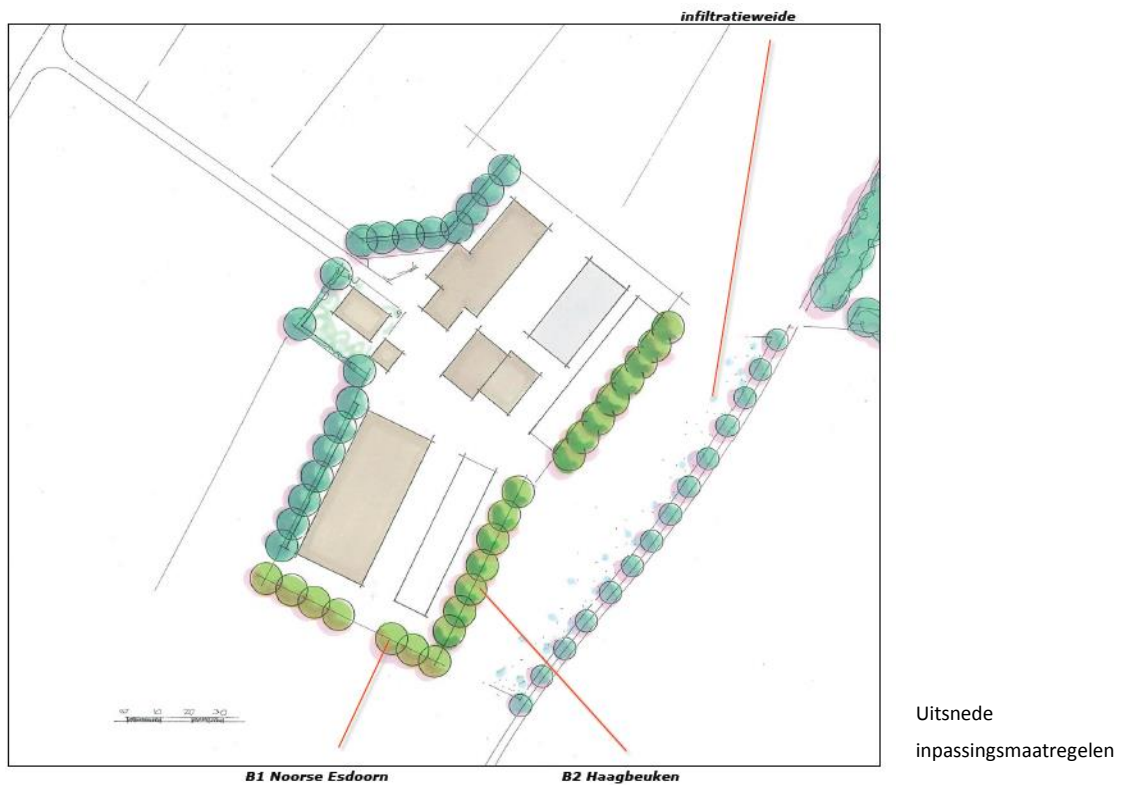 infiltratieweide
B1 Noorse Esdoorn
B2 Haagbeuken
Uitsnede
inpassingsmaatregelen